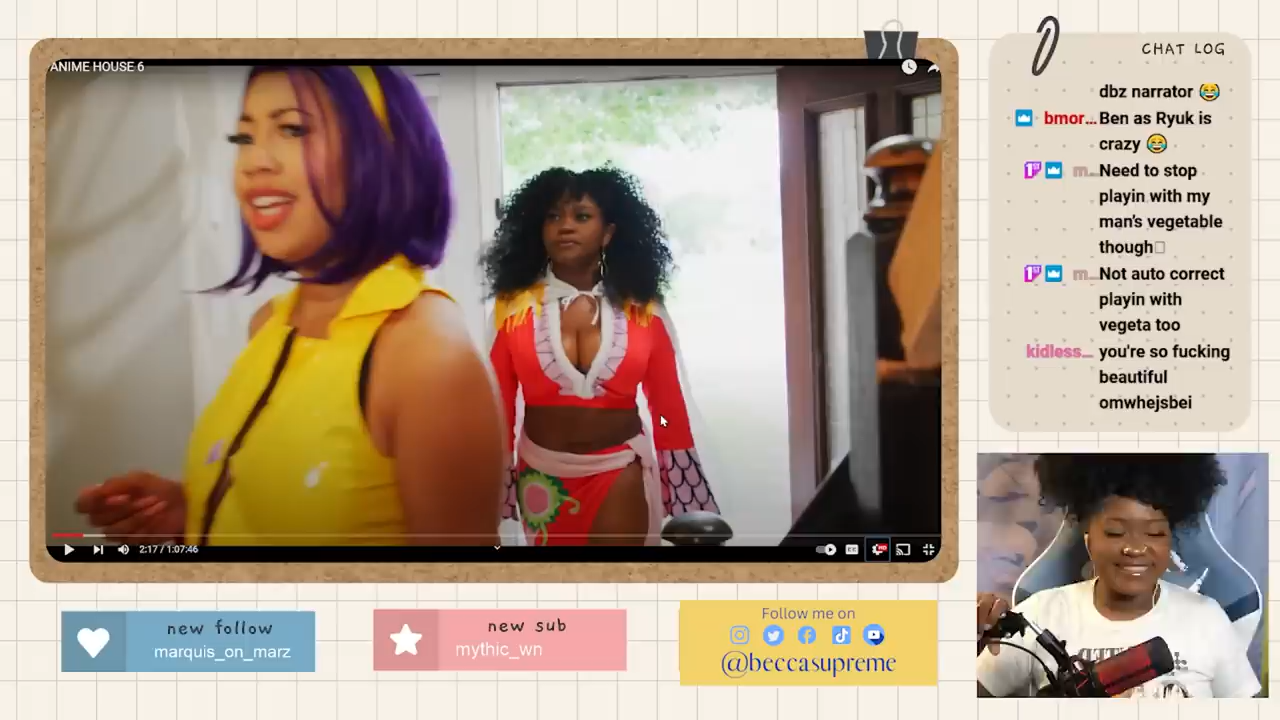 ANIME HOUSE 6
2:17 / 1:07:46
CHAT LOG
dbz narrator 😂
bmor... Ben as Ryuk is
crazy 😂
m... Need to stop
playin with my
man's vegetable
though
m... Not auto correct
playin with
vegeta too
kidless... you're so fucking
beautiful
omwhejsbei
new follow
marquis_on_marz
new sub
mythic_wn
Follow me on
@beccasupreme